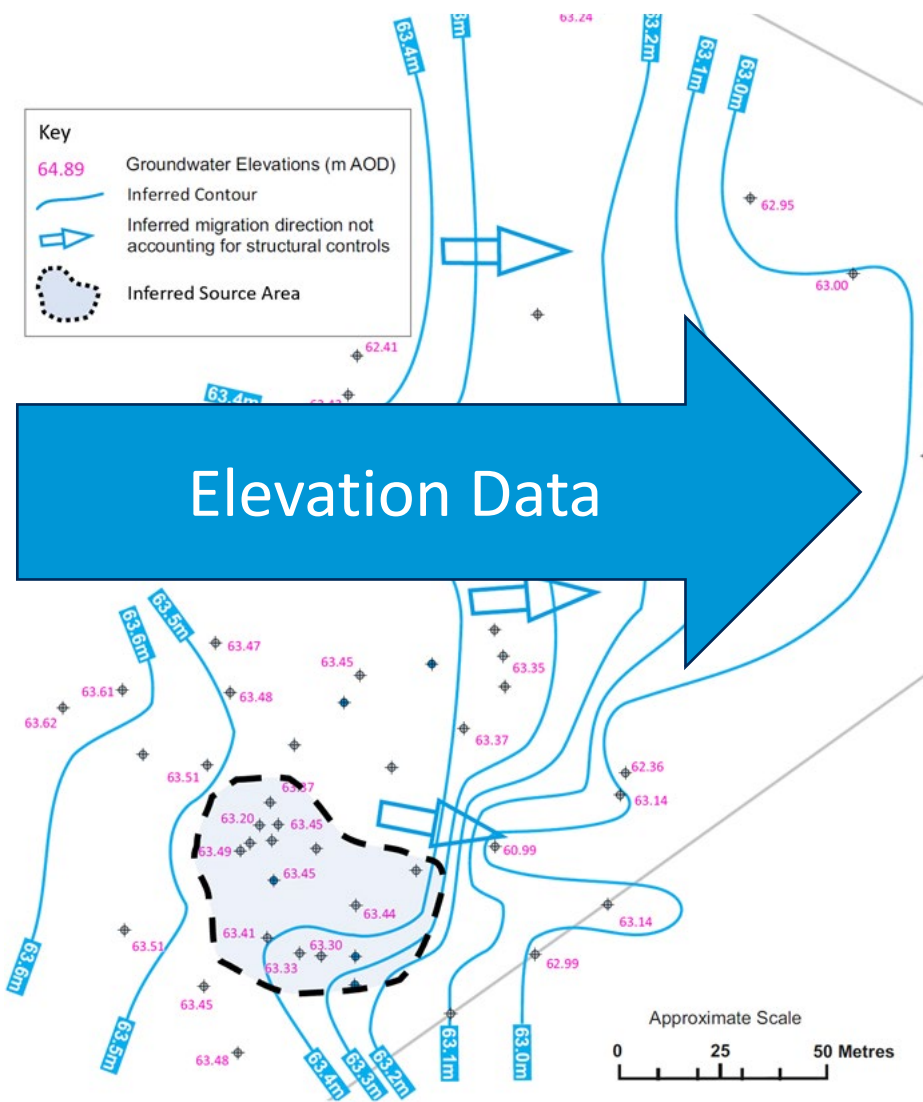 63.24
63.4m
3m
63.2m
63.1m
63.0m
Key
64.89 Groundwater Elevations (m AOD)
Inferred Contour
Inferred migration direction not
accounting for structural controls
Inferred Source Area
62.95
63.00
62.41
63.4m
Elevation Data
63.6m
63.5m
63.47
63.45
63.35
63.61
63.48
63.62
63.37
63.51
62.36
63.14
63.37
63.20
63.45
63.49
60.99
63.45
63.44
63.14
63.41
63.51
63.30
63.33
62.99
63.6m
63.45
63.5m
63.48
63.4m
63.3m
63.2m
63.1m
63.0m
Approximate Scale
0 25 50 Metres